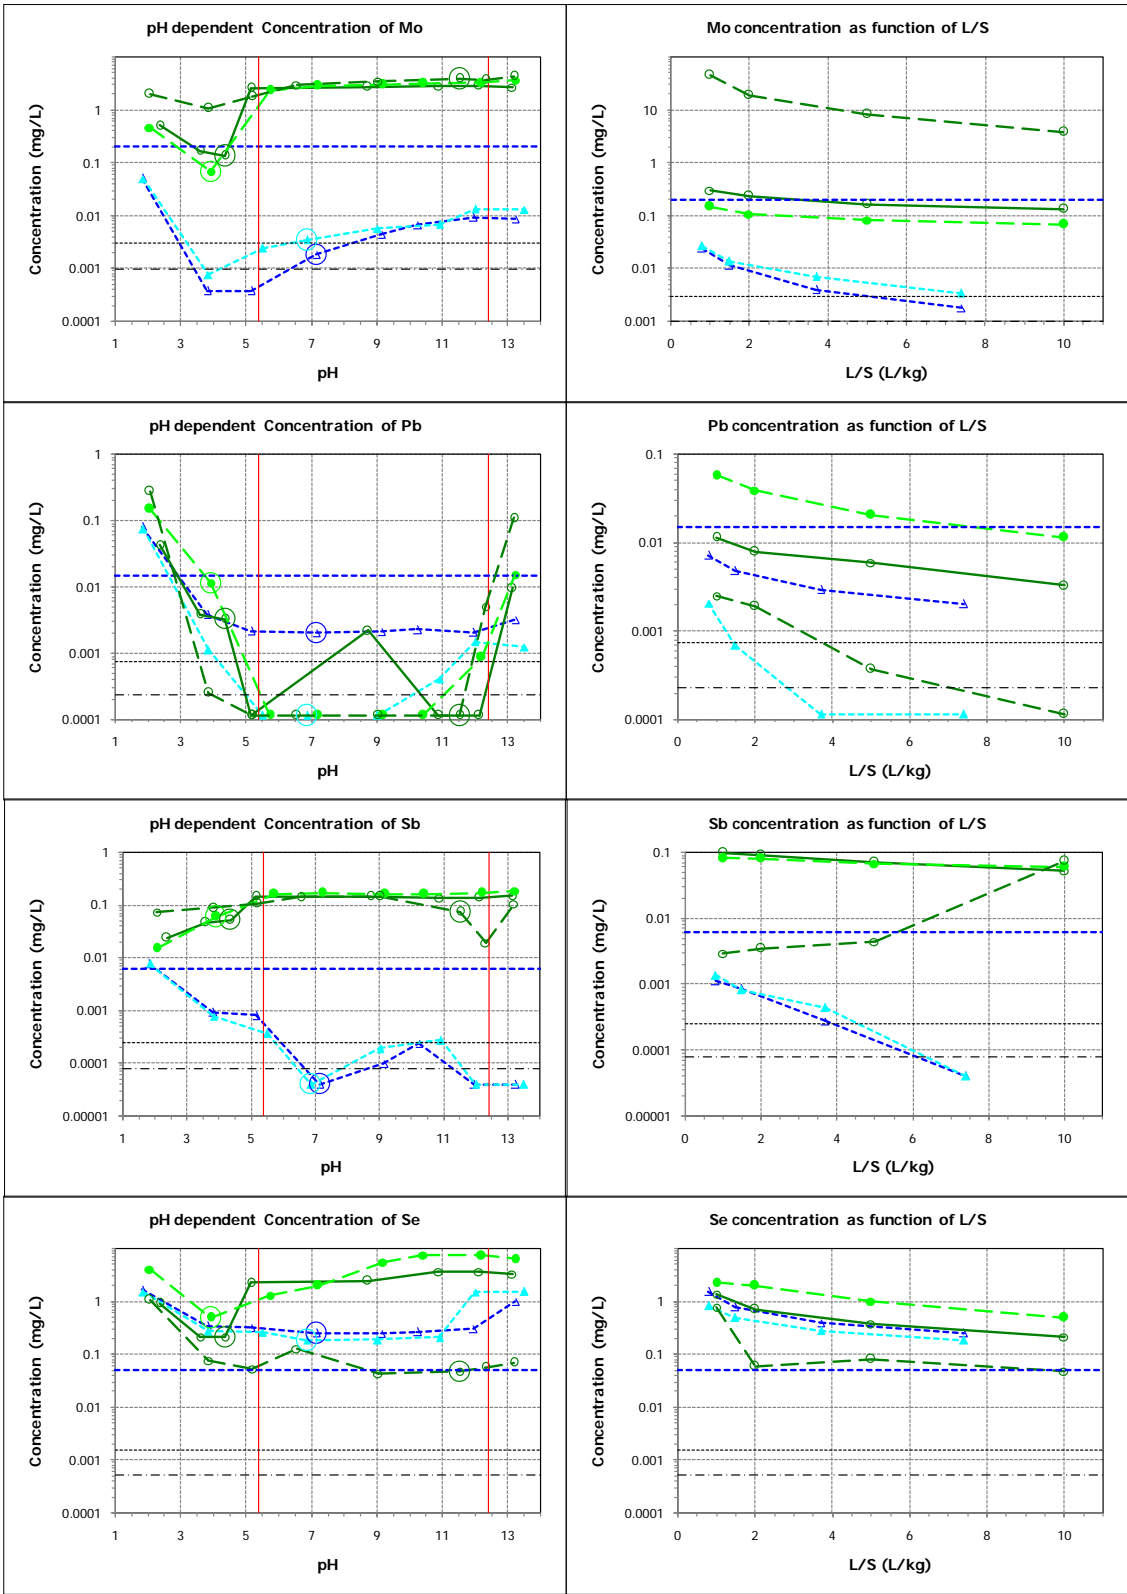 pH dependent Concentration of Mo
Concentration (mg/L)
1
0.1
0.01
0.001
0.0001
1 3 5 7 9 11 13
pH
Mo concentration as function of L/S
Concentration (mg/L)
10
1
0.1
0.01
0.001
0 2 4 6 8 10
L/S (L/kg)
pH dependent Concentration of Pb
Concentration (mg/L)
1
0.1
0.01
0.001
0.0001
1 3 5 7 9 11 13
pH
Pb concentration as function of L/S
Concentration (mg/L)
0.1
0.01
0.001
0.0001
0 2 4 6 8 10
L/S (L/kg)
pH dependent Concentration of Sb
Concentration (mg/L)
1
0.1
0.01
0.001
0.0001
0.00001
1 3 5 7 9 11 13
pH
Sb concentration as function of L/S
Concentration (mg/L)
0.1
0.01
0.001
0.0001
0.00001
0 2 4 6 8 10
L/S (L/kg)
pH dependent Concentration of Se
Concentration (mg/L)
1
0.1
0.01
0.001
0.0001
1 3 5 7 9 11 13
pH
Se concentration as function of L/S
Concentration (mg/L)
1
0.1
0.01
0.001
0.0001
0 2 4 6 8 10
L/S (L/kg)